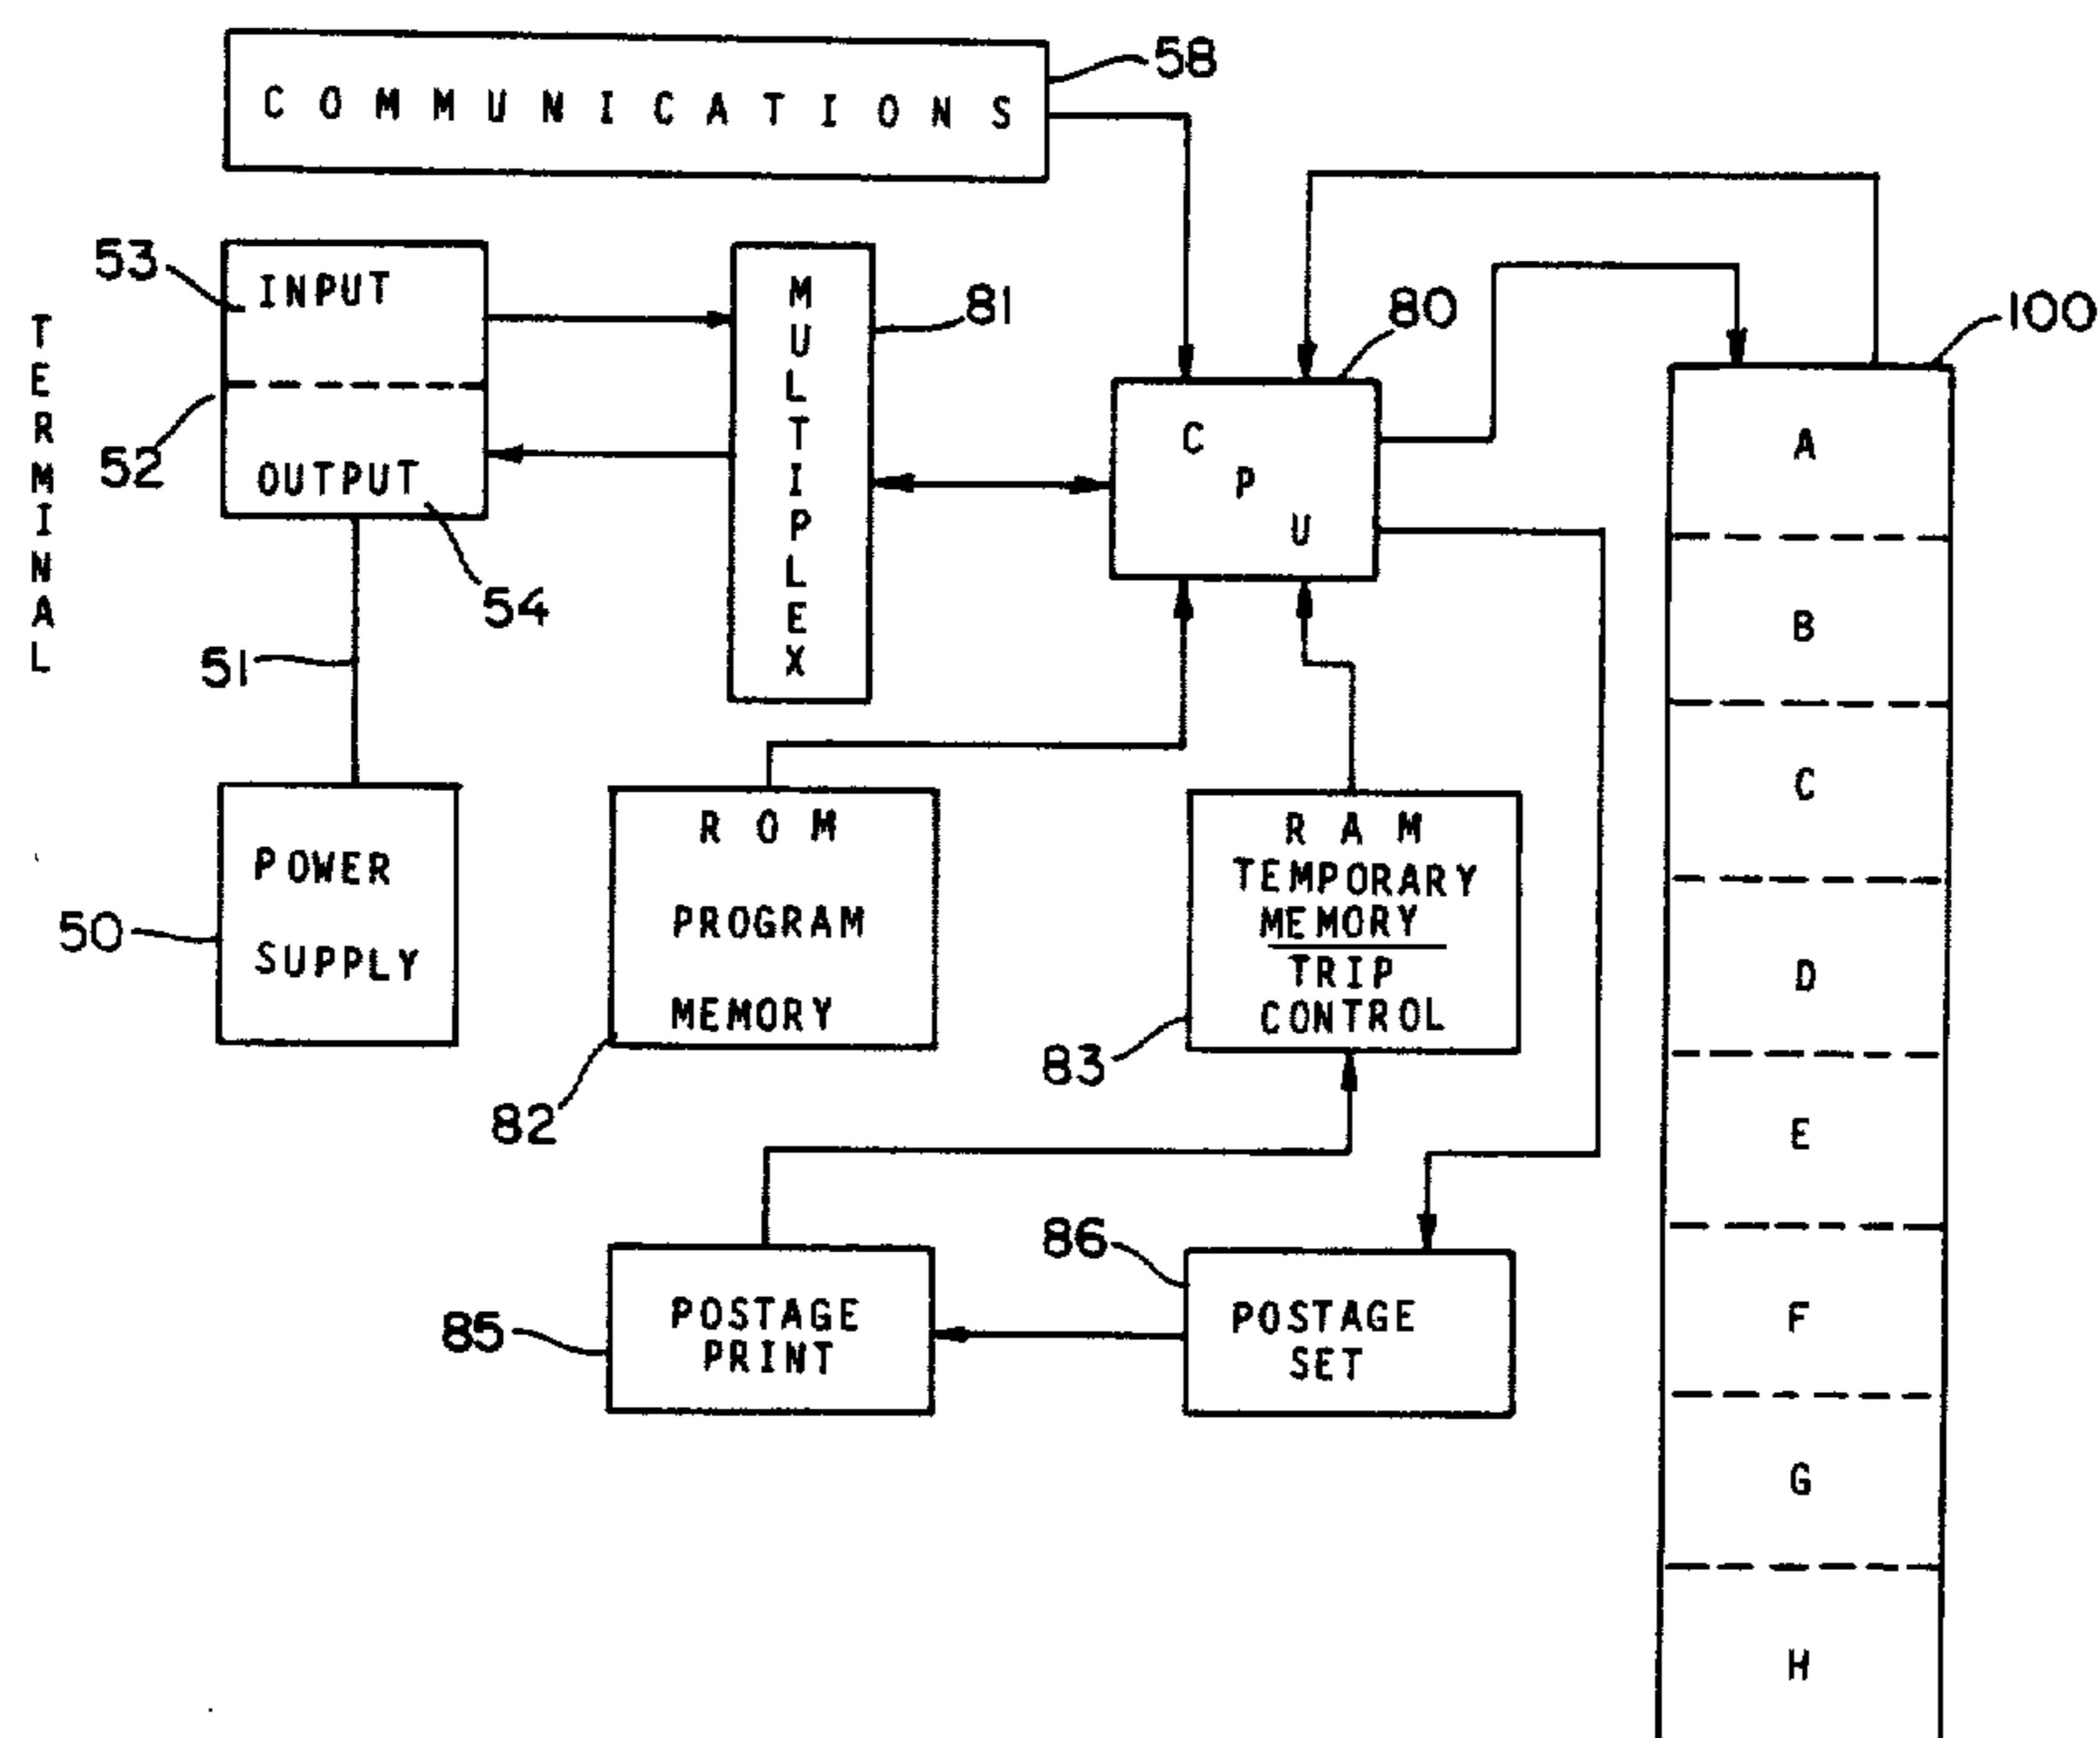 COMMUNICATIONS
58
53
INPUT
52
OUTPUT
54
TERMINAL
51
MULTIPLEX
81
80
CPU
100
A
B
C
D
E
F
G
H
50
POWER
SUPPLY
ROM
PROGRAM
MEMORY
82
RAM
TEMPORARY
MEMORY
TRIP
CONTROL
83
85
POSTAGE
PRINT
86
POSTAGE
SET